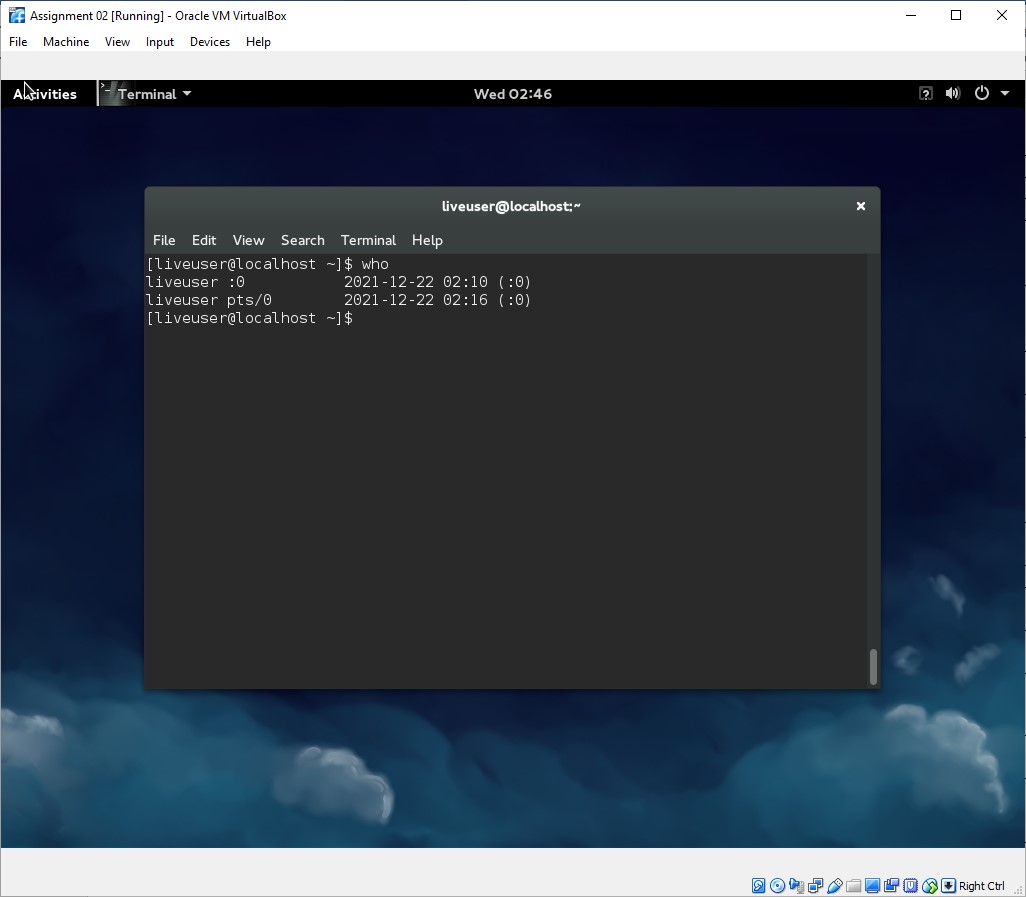 Assignment 02 [Running] - Oracle VM VirtualBox
File Machine View Input Devices Help
Activities Terminal Wed 02:46
liveuser@localhost:~
File Edit View Search Terminal Help
[liveuser@localhost ~]$ who
liveuser :0 2021-12-22 02:10 (:0)
liveuser pts/0 2021-12-22 02:16 (:0)
[liveuser@localhost ~]$
Right Ctrl